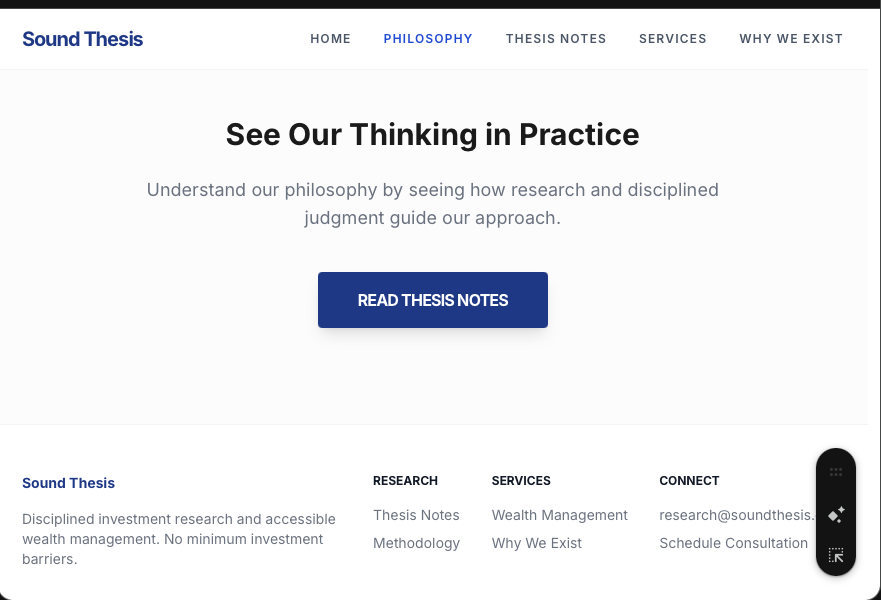 Sound Thesis
HOME PHILOSOPHY THESIS NOTES SERVICES WHY WE EXIST
See Our Thinking in Practice
Understand our philosophy by seeing how research and disciplined
judgment guide our approach.
READ THESIS NOTES
Sound Thesis
Disciplined investment research and accessible
wealth management. No minimum investment
barriers.
RESEARCH
Thesis Notes
Methodology
SERVICES
Wealth Management
Why We Exist
CONNECT
research@soundthesis.
Schedule Consultation